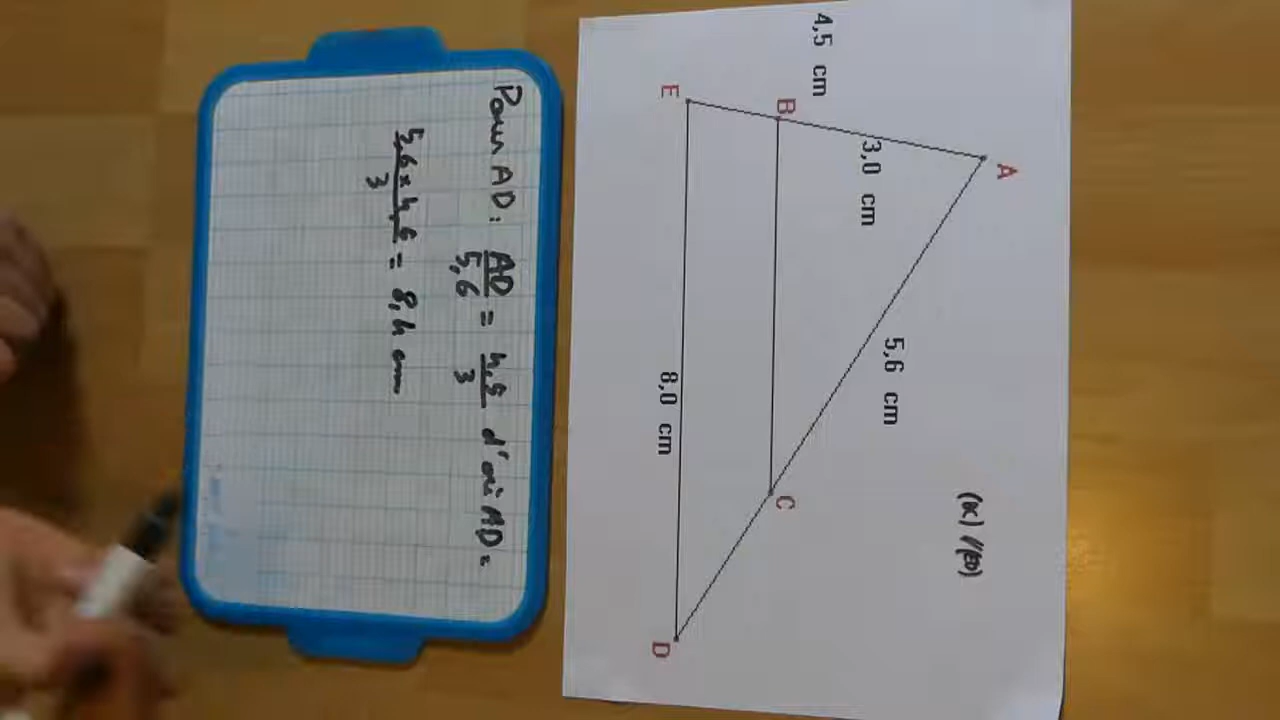 A
3,0 cm
5,6 cm
(BC) //(ED)
4,5 cm
B
C
E
8,0 cm
D
Pour AD: AD/5,6 = 4,5/3 d'où AD=
5,6 x 4,5/3 = 8,4 cm